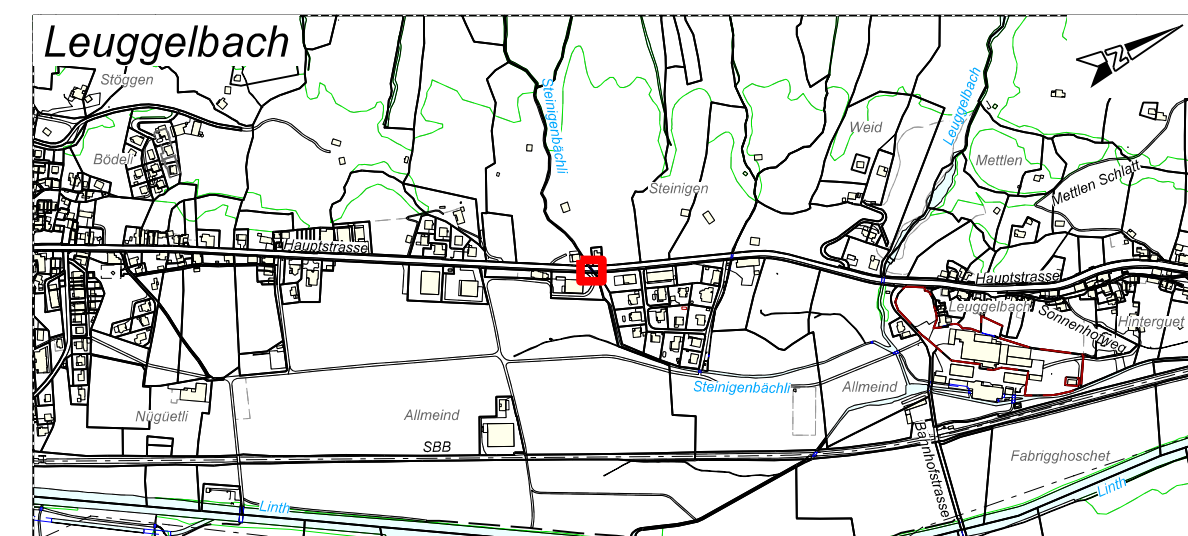 Leuggelbach
N
Stöggen
Steinigenbächli
Leuggelbach
Weid
Bödeli
Mettlen
Steinigen
Mettlen Schlatt
Hauptstrasse
Hauptstrasse
Leuggelbach
Sonnenhofweg
Hinterguet
Steinigenbächli
Allmeind
Nügüetli
Allmeind
SBB
Bahnhofstrasse
Fabrigghoschet
Linth
Linth